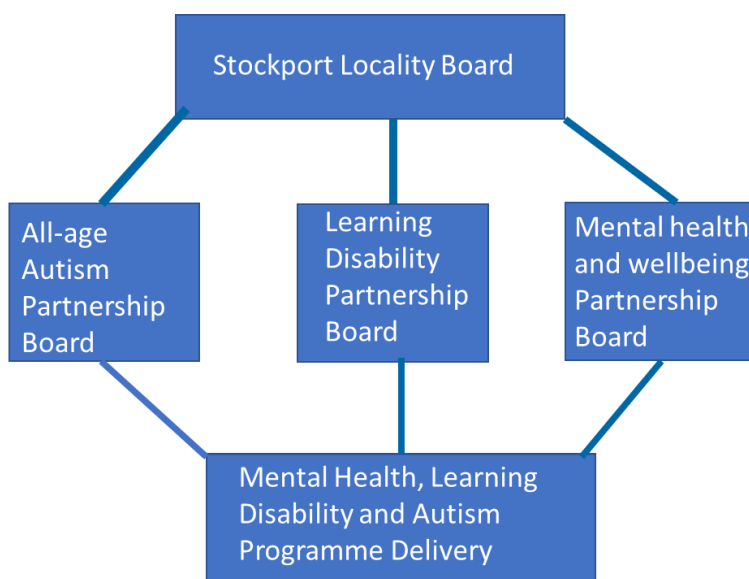 Stockport Locality Board
All-age
Autism
Partnership
Board
Learning
Disability
Partnership
Board
Mental health
and wellbeing
Partnership
Board
Mental Health, Learning
Disability and Autism
Programme Delivery